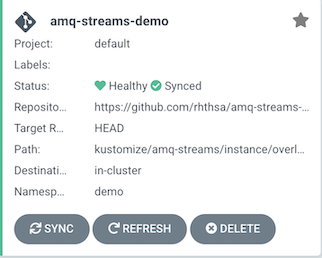 amq-streams-demo
Project: default
Labels:
Status: Healthy Synced
Reposito... https://github.com/rhthsa/amq-streams-...
Target R... HEAD
Path: kustomize/amq-streams/instance/overl...
Destinati... in-cluster
Namesp... demo
SYNC REFRESH DELETE